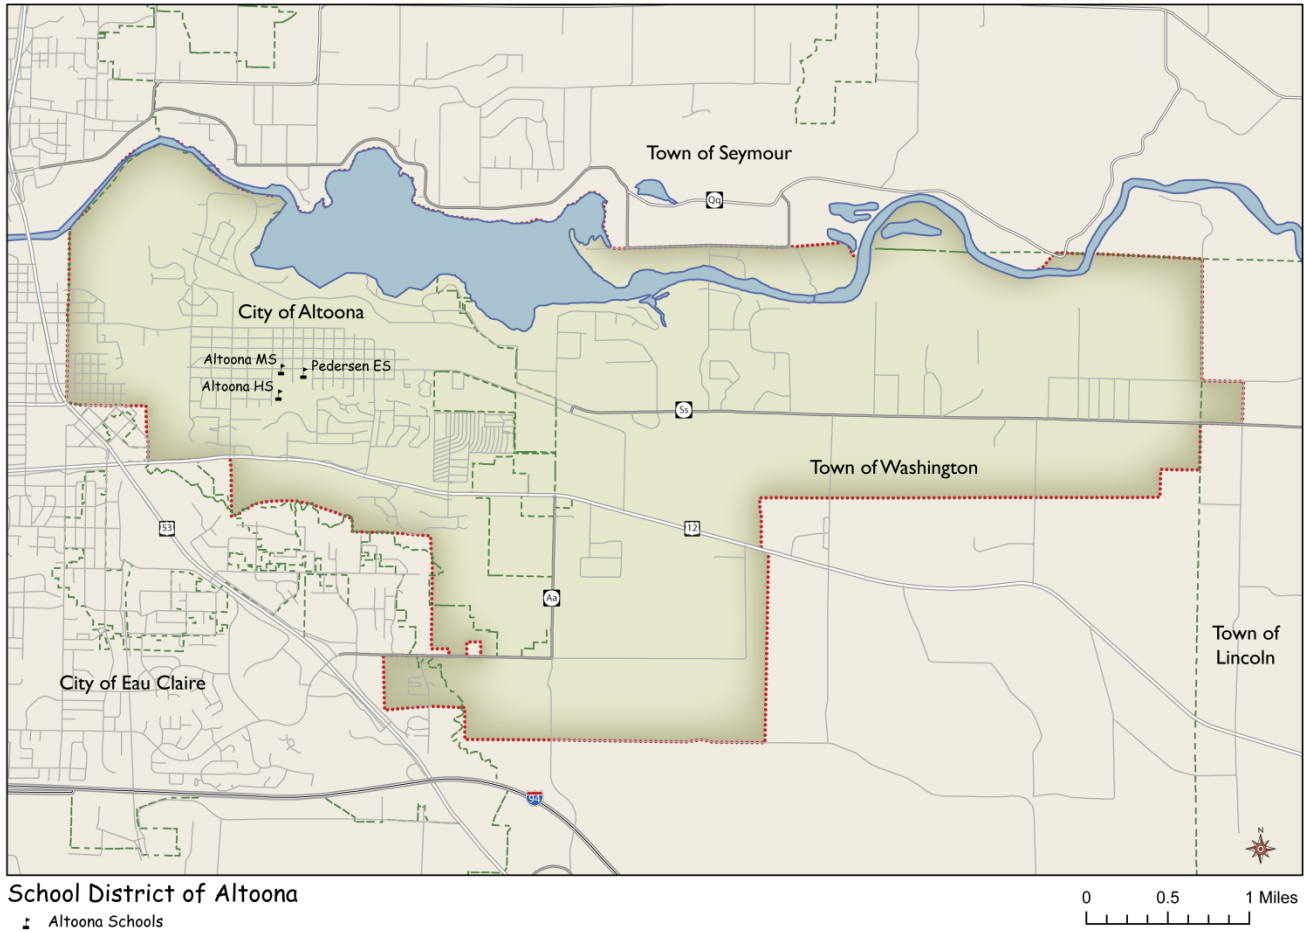 Town of Seymour
Qq
City of Altoona
Altoona MS
Pedersen ES
Altoona HS
Ss
Town of Washington
53
12
Aa
Town of
Lincoln
City of Eau Claire
94
N
School District of Altoona
Altoona Schools
0 0.5 1 Miles